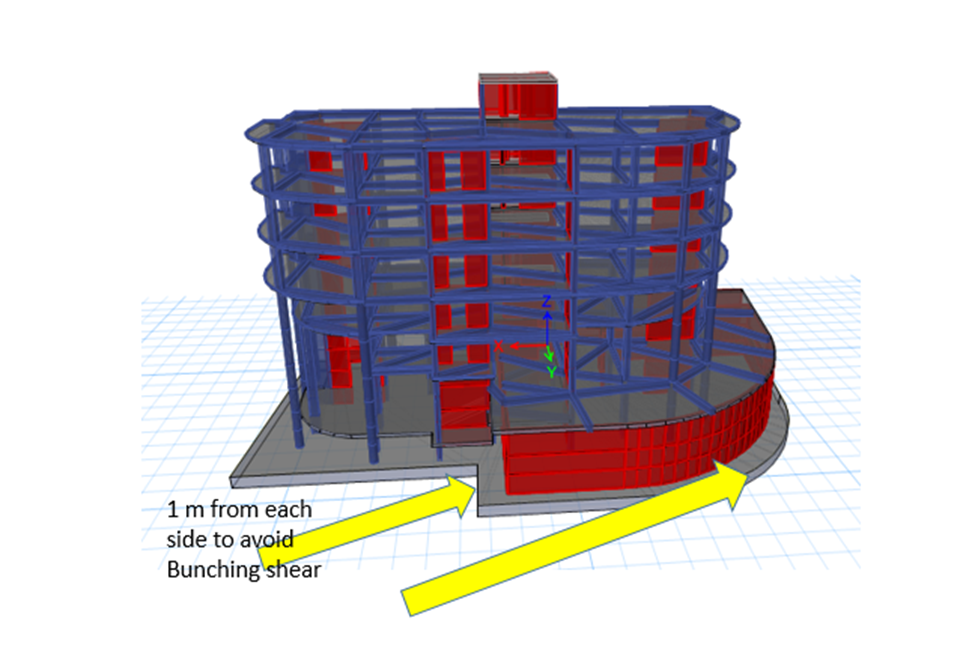 Z
X
Y
1 m from each
side to avoid
Bunching shear